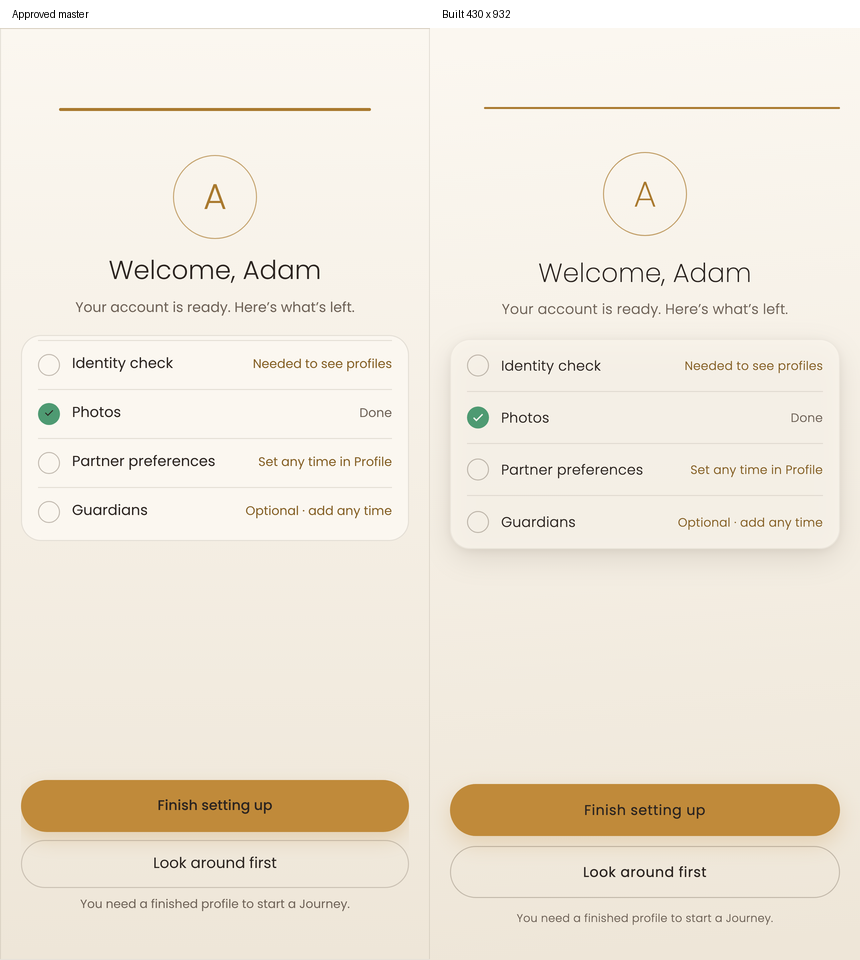 Approved master
A
Welcome, Adam
Your account is ready. Here’s what’s left.
Identity check Needed to see profiles
Photos Done
Partner preferences Set any time in Profile
Guardians Optional · add any time
Finish setting up
Look around first
You need a finished profile to start a Journey.
Built 430 x 932
A
Welcome, Adam
Your account is ready. Here’s what’s left.
Identity check Needed to see profiles
Photos Done
Partner preferences Set any time in Profile
Guardians Optional · add any time
Finish setting up
Look around first
You need a finished profile to start a Journey.